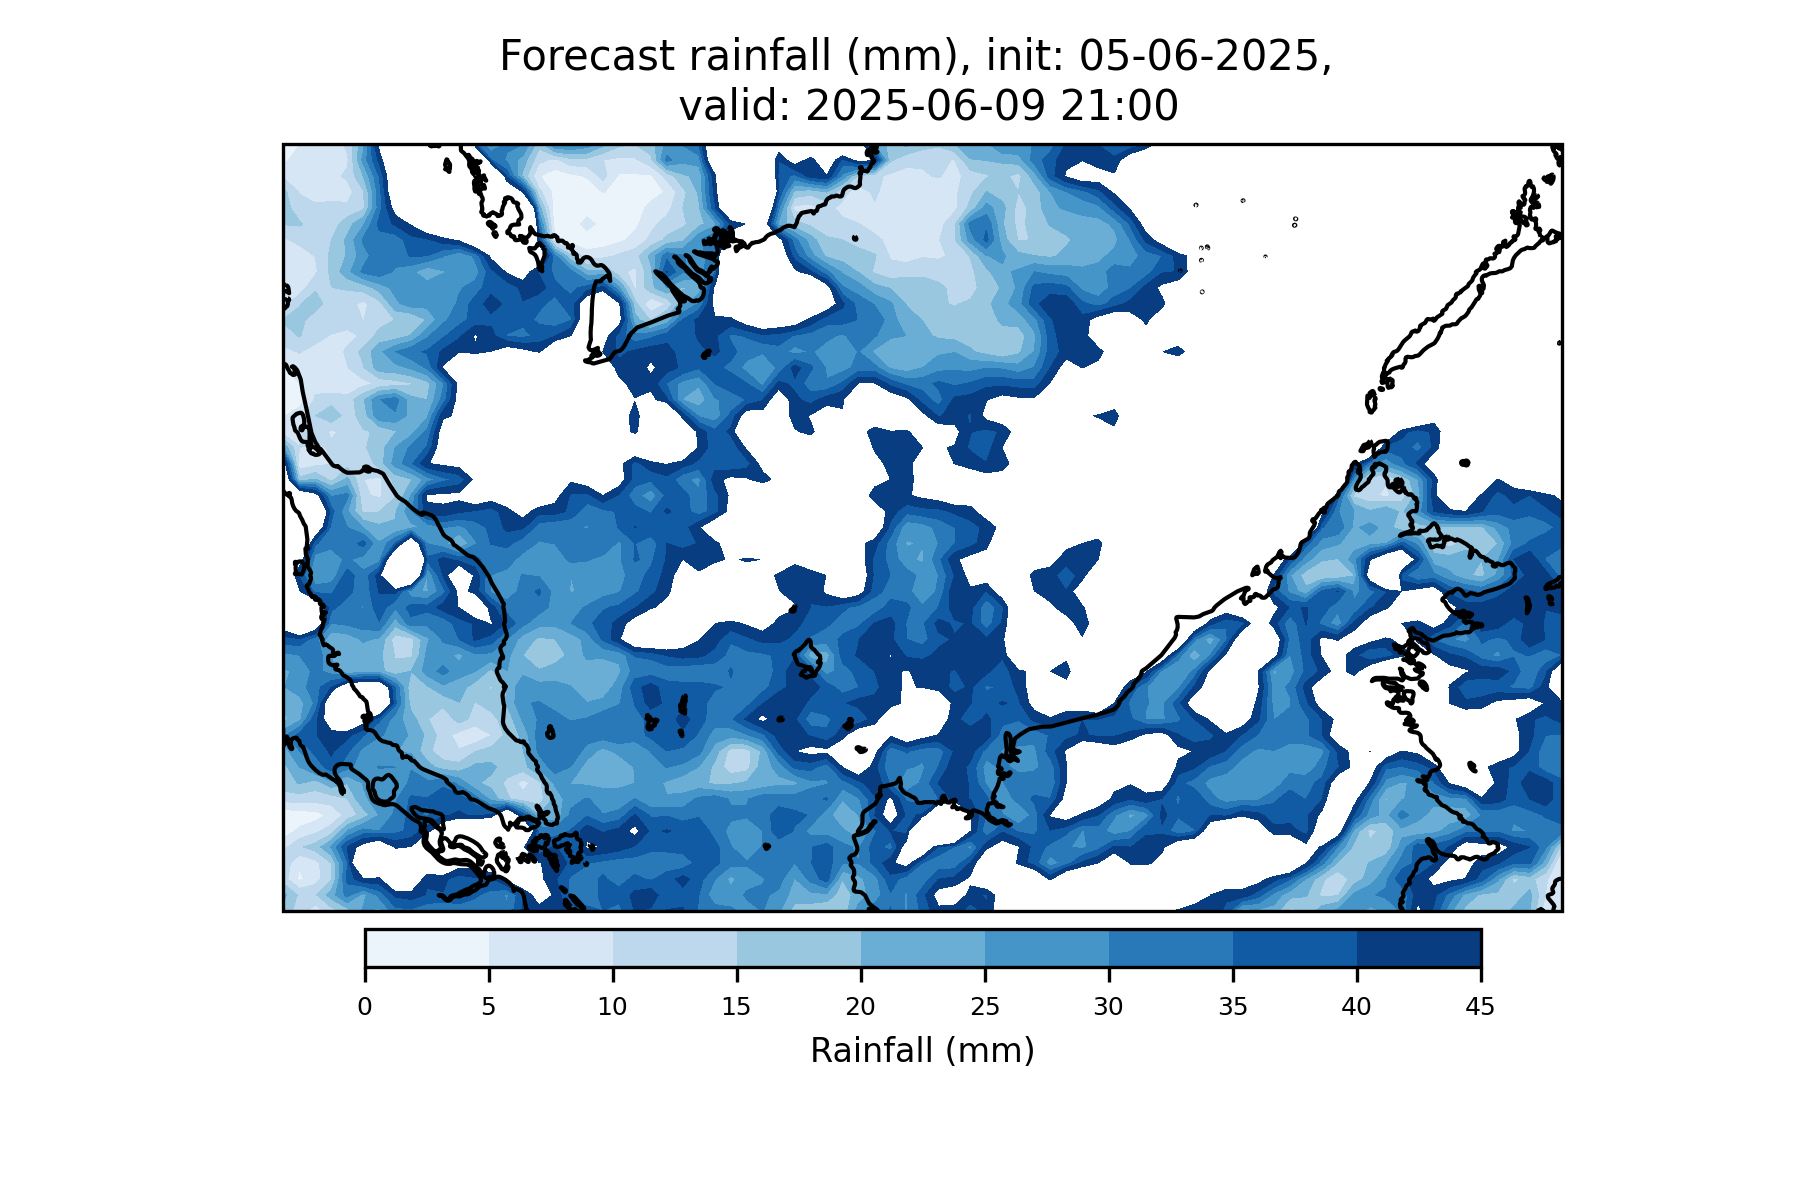 Forecast rainfall (mm), init: 05-06-2025,
valid: 2025-06-09 21:00
0 5 10 15 20 25 30 35 40 45
Rainfall (mm)